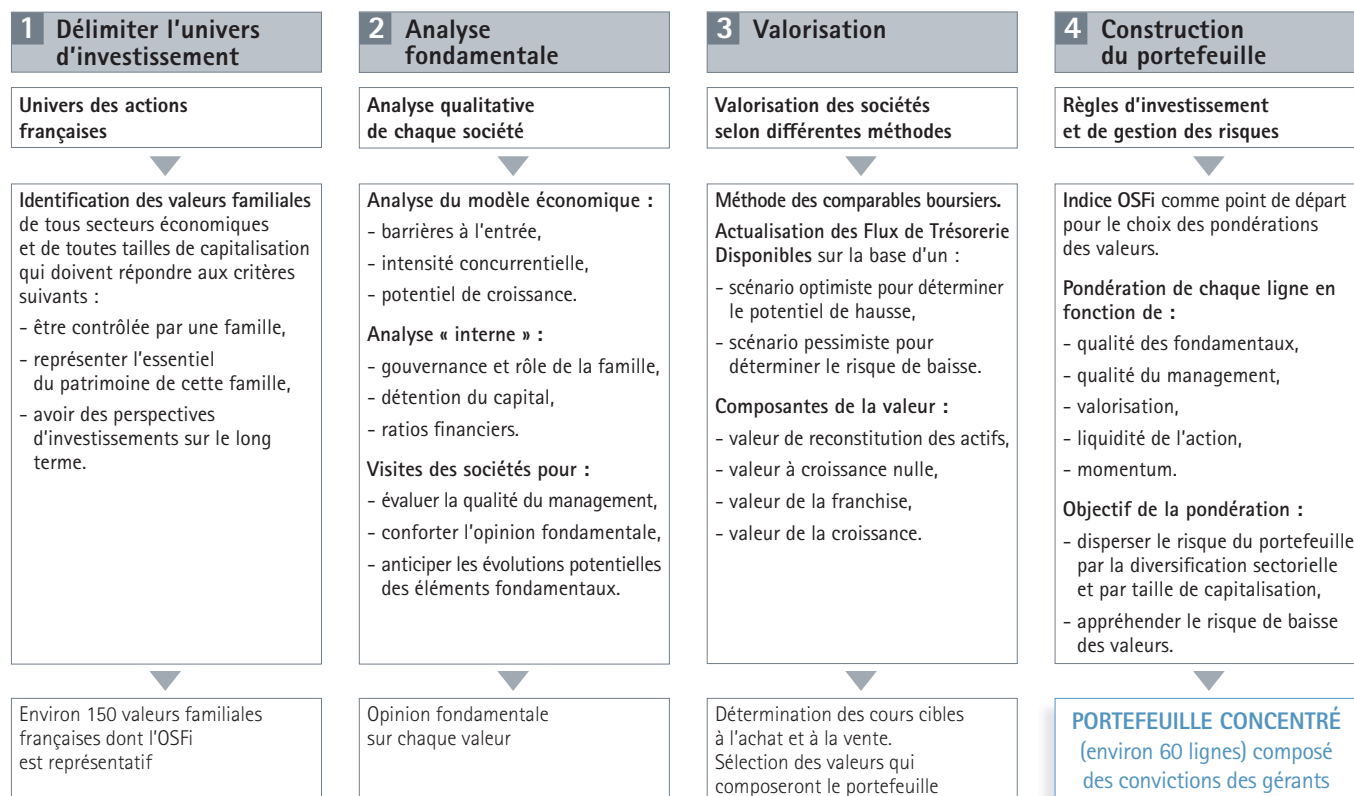 1 Délimiter l'univers
d'investissement
Univers des actions
françaises
Identification des valeurs familiales
de tous secteurs économiques
et de toutes tailles de capitalisation
qui doivent répondre aux critères
suivants :
- être contrôlée par une famille,
- représenter l'essentiel
du patrimoine de cette famille,
- avoir des perspectives
d'investissements sur le long
terme.
Environ 150 valeurs familiales
françaises dont l'OSFi
est représentatif
2 Analyse
fondamentale
Analyse qualitative
de chaque société
Analyse du modèle économique :
- barrières à l'entrée,
- intensité concurrentielle,
- potentiel de croissance.
Analyse « interne » :
- gouvernance et rôle de la famille,
- détention du capital,
- ratios financiers.
Visites des sociétés pour :
- évaluer la qualité du management,
- conforter l'opinion fondamentale,
- anticiper les évolutions potentielles
des éléments fondamentaux.
Opinion fondamentale
sur chaque valeur
3 Valorisation
Valorisation des sociétés
selon différentes méthodes
Méthode des comparables boursiers.
Actualisation des Flux de Trésorerie
Disponibles sur la base d'un :
- scénario optimiste pour déterminer
le potentiel de hausse,
- scénario pessimiste pour
déterminer le risque de baisse.
Composantes de la valeur :
- valeur de reconstitution des actifs,
- valeur à croissance nulle,
- valeur de la franchise,
- valeur de la croissance.
Détermination des cours cibles
à l'achat et à la vente.
Sélection des valeurs qui
composeront le portefeuille
4 Construction
du portefeuille
Règles d'investissement
et de gestion des risques
Indice OSFi comme point de départ
pour le choix des pondérations
des valeurs.
Pondération de chaque ligne en
fonction de :
- qualité des fondamentaux,
- qualité du management,
- valorisation,
- liquidité de l'action,
- momentum.
Objectif de la pondération :
- disperser le risque du portefeuille
par la diversification sectorielle
et par taille de capitalisation,
- appréhender le risque de baisse
des valeurs.
PORTEFEUILLE CONCENTRÉ
(environ 60 lignes) composé
des convictions des gérants